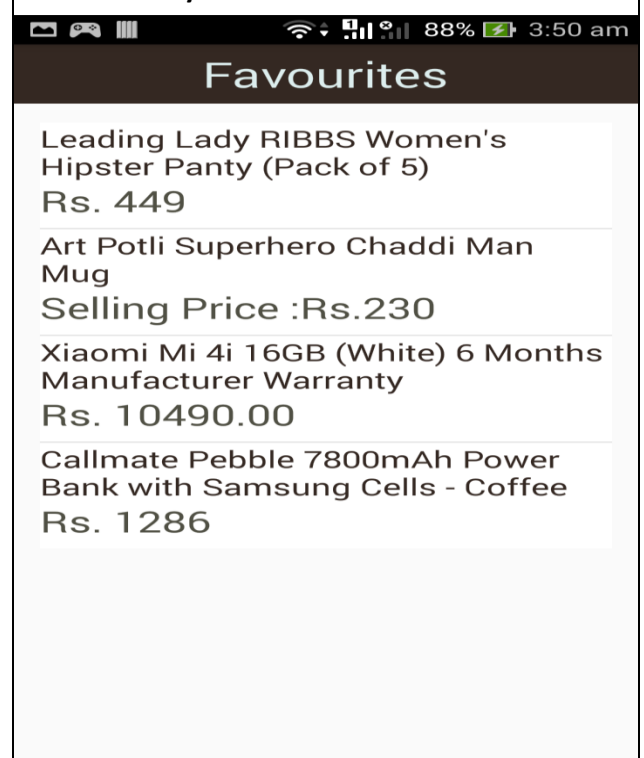 88% 3:50 am
Favourites
Leading Lady RIBBS Women's
Hipster Panty (Pack of 5)
Rs. 449
Art Potli Superhero Chaddi Man
Mug
Selling Price :Rs.230
Xiaomi Mi 4i 16GB (White) 6 Months
Manufacturer Warranty
Rs. 10490.00
Callmate Pebble 7800mAh Power
Bank with Samsung Cells - Coffee
Rs. 1286